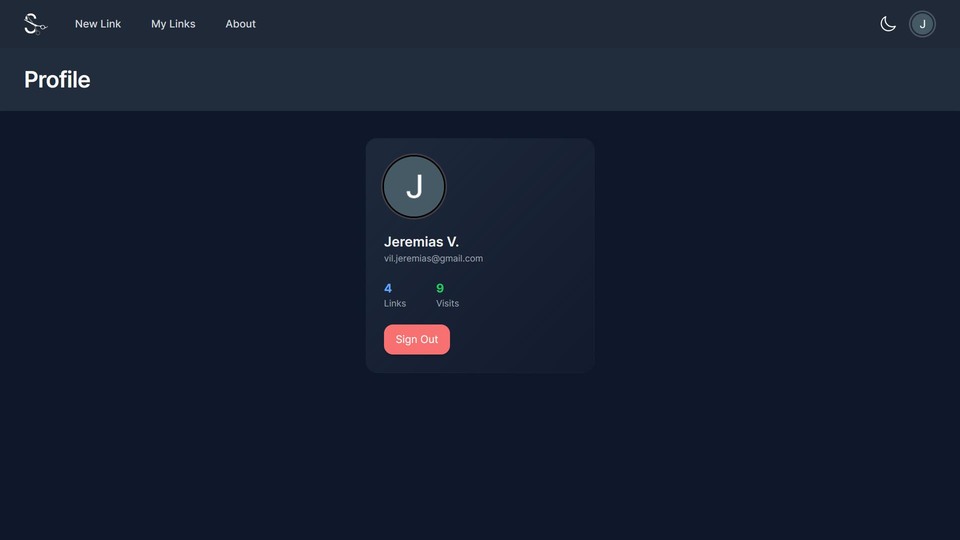 New Link My Links About J
Profile
J
Jeremias V.
vil.jeremias@gmail.com
4 9
Links Visits
Sign Out